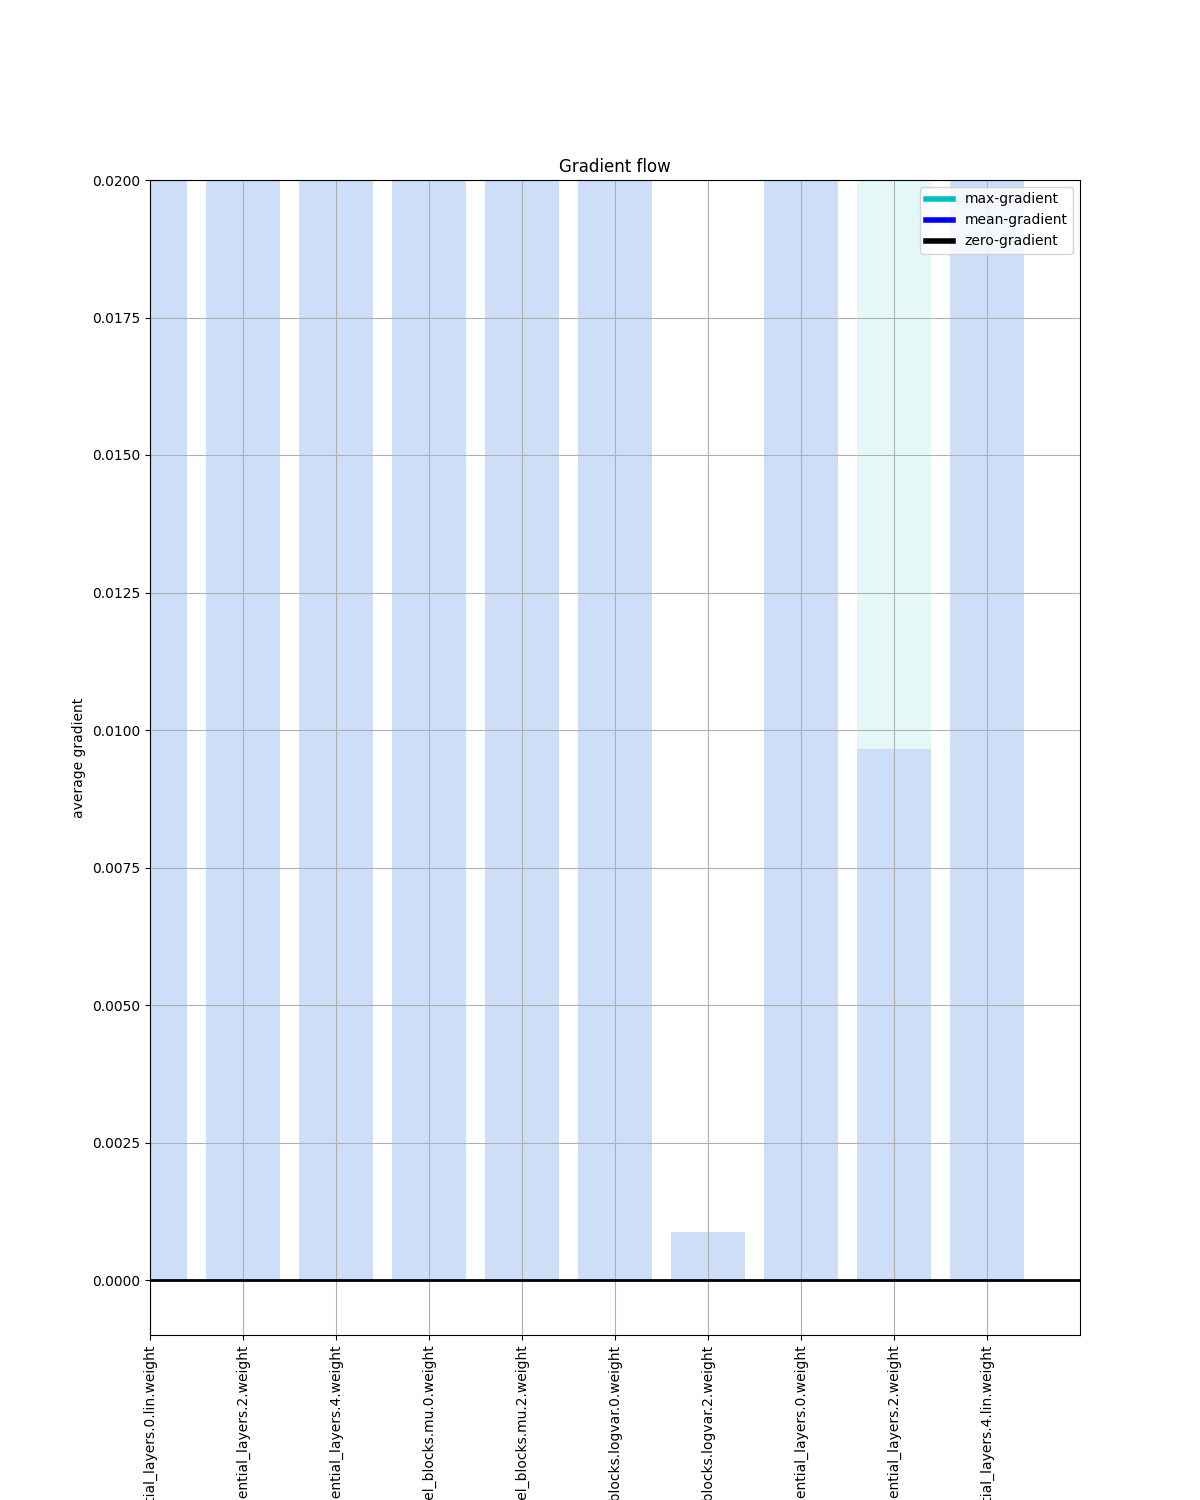 Gradient flow
max-gradient
mean-gradient
zero-gradient
0.0200
0.0175
0.0150
0.0125
0.0100
0.0075
0.0050
0.0025
0.0000
average gradient
tial_layers.0.lin.weight
ential_layers.2.weight
ential_layers.4.weight
el_blocks.mu.0.weight
el_blocks.mu.2.weight
blocks.logvar.0.weight
blocks.logvar.2.weight
ential_layers.0.weight
ential_layers.2.weight
tial_layers.4.lin.weight